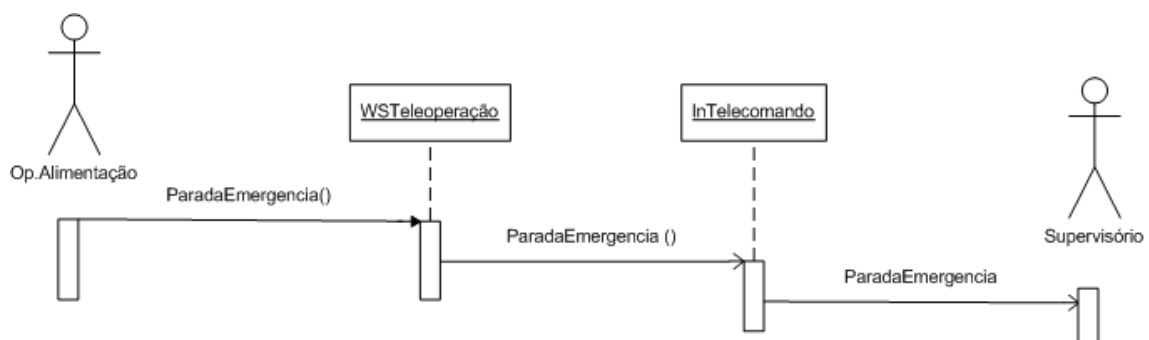 WSTeleoperação
InTelecomando
Op.Alimentação
ParadaEmergencia()
ParadaEmergencia ()
Supervisório
ParadaEmergencia